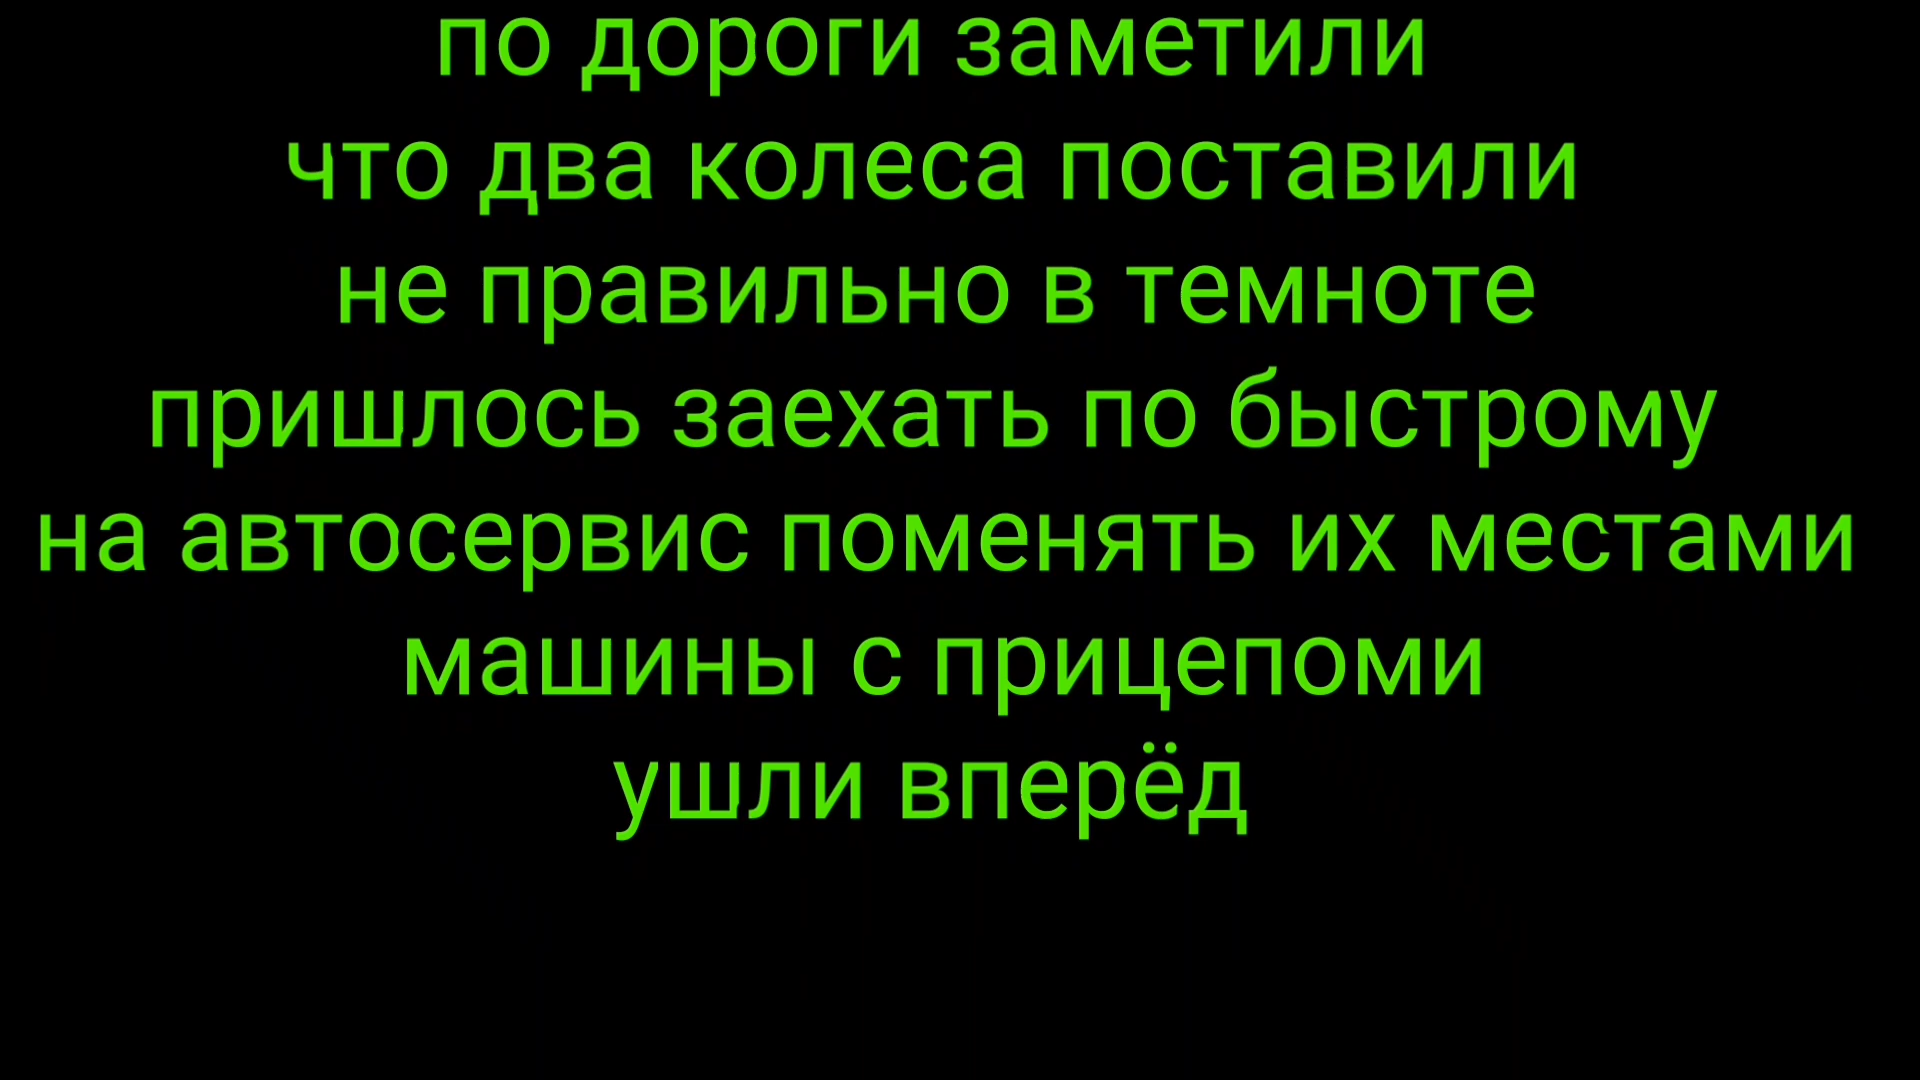 по дороги заметили
что два колеса поставили
не правильно в темноте
пришлось заехать по быстрому
на автосервис поменять их местами
машины с прицепоми
ушли вперёд